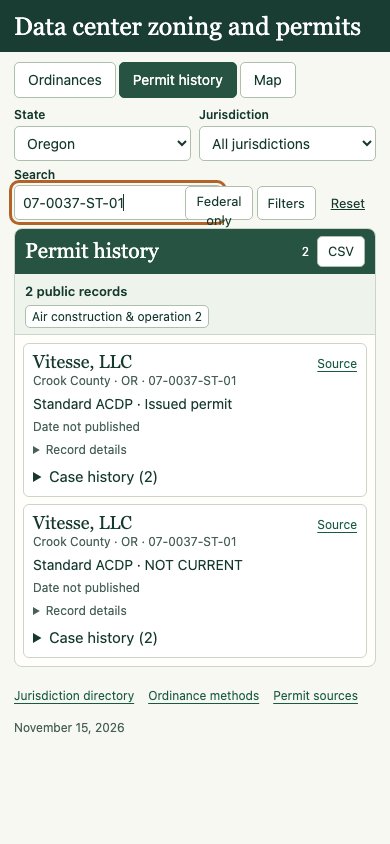 Data center zoning and permits
Ordinances
Permit history
Map
State
Jurisdiction
Oregon
All jurisdictions
Search
07-0037-ST-01
Federal only
Filters
Reset
Permit history
2
CSV
2 public records
Air construction & operation 2
Vitesse, LLC
Source
Crook County · OR · 07-0037-ST-01
Standard ACDP · Issued permit
Date not published
Record details
Case history (2)
Vitesse, LLC
Source
Crook County · OR · 07-0037-ST-01
Standard ACDP · NOT CURRENT
Date not published
Record details
Case history (2)
Jurisdiction directory
Ordinance methods
Permit sources
November 15, 2026